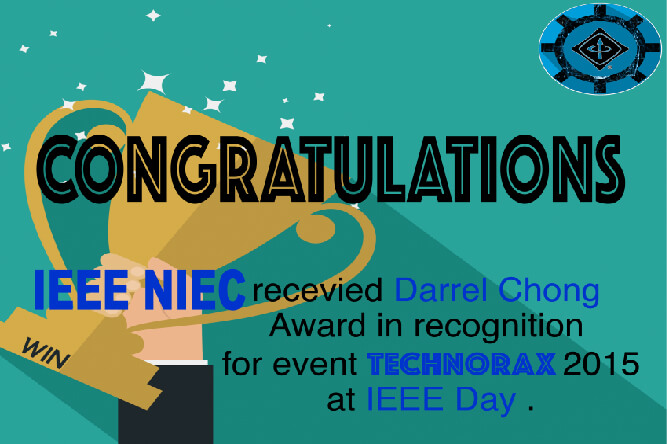 CONGRATULATIONS
IEEE NIEC recevied Darrel Chong
Award in recognition
for event TECHNORAX 2015
at IEEE Day .
WIN